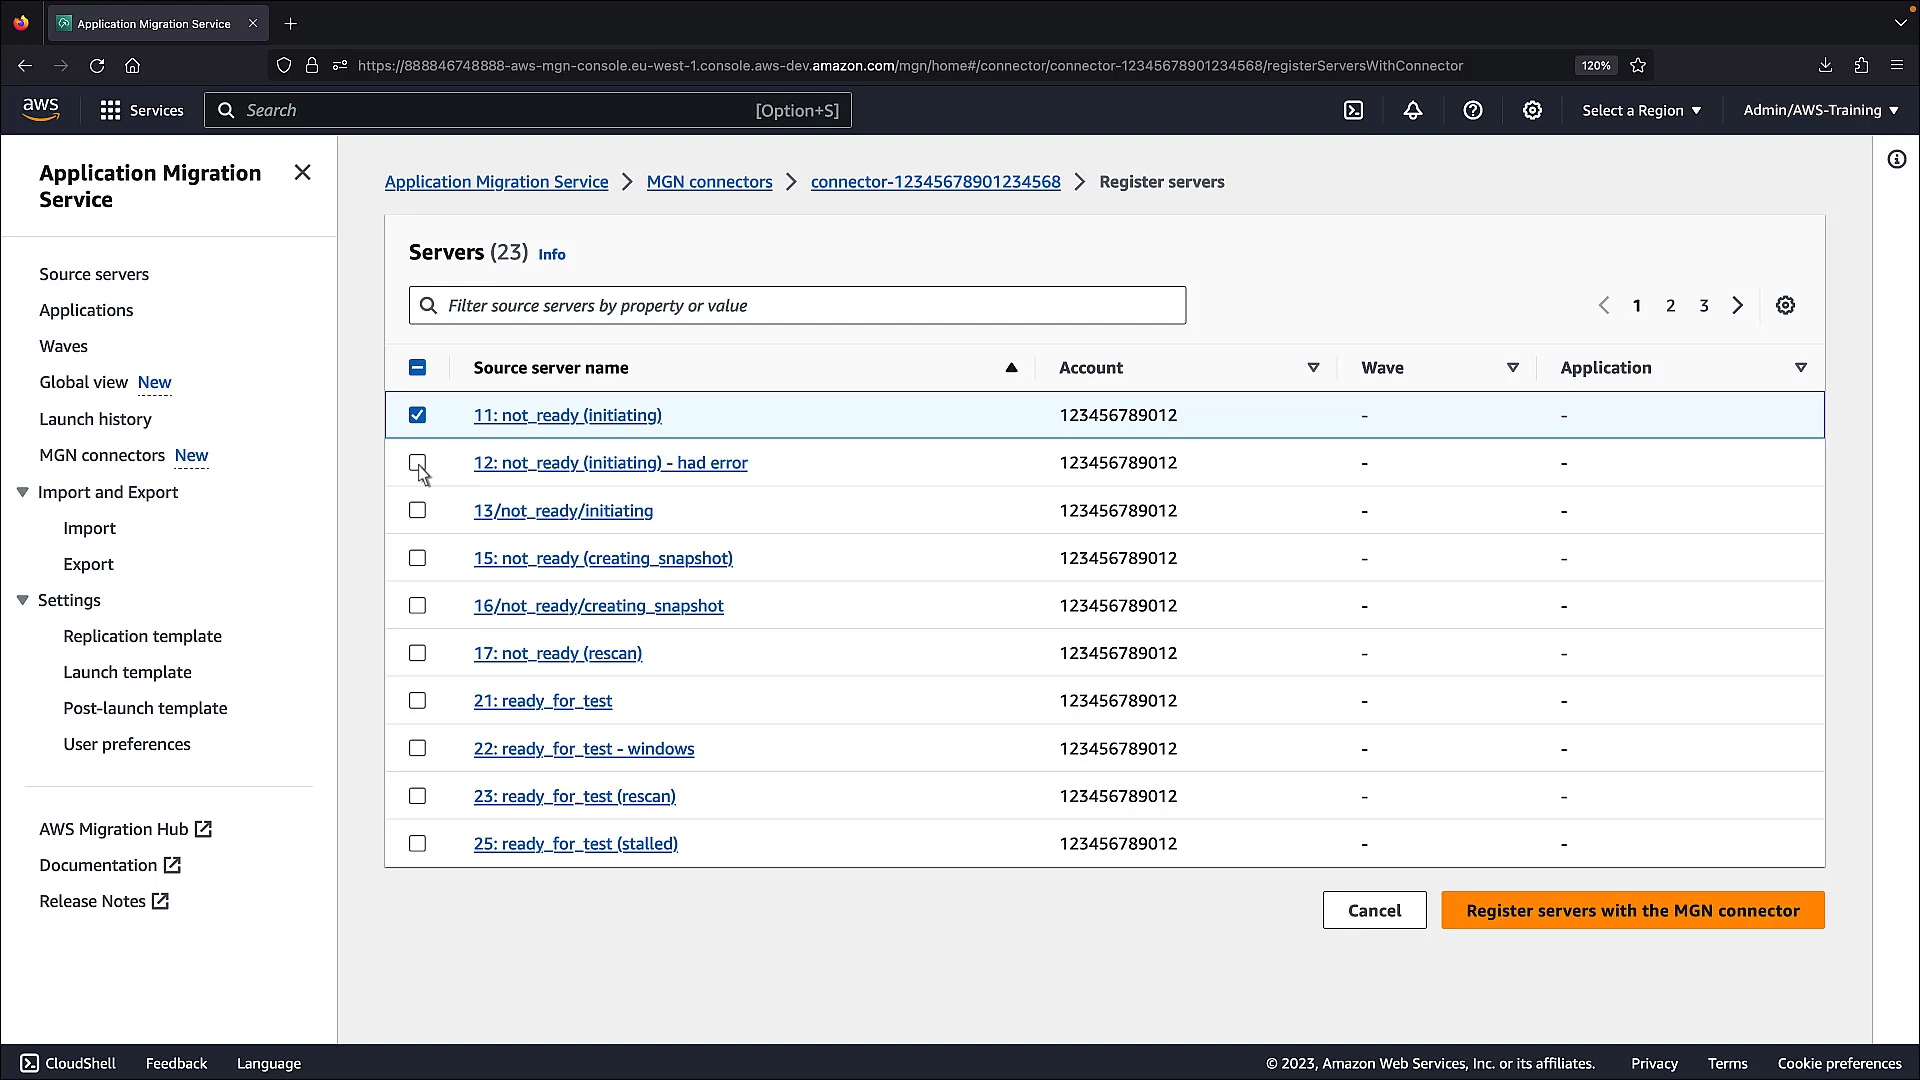 Application Migration Service
https://888846748888-aws-mgn-console.eu-west-1.console.aws-dev.amazon.com/mgn/home#/connector/connector-12345678901234568/registerServersWithConnector
120%
aws
Services
Search
[Option+S]
Select a Region
Admin/AWS-Training
Application Migration
Service
Source servers
Applications
Waves
Global view New
Launch history
MGN connectors New
Import and Export
Import
Export
Settings
Replication template
Launch template
Post-launch template
User preferences
AWS Migration Hub
Documentation
Release Notes
Application Migration Service > MGN connectors > connector-12345678901234568 > Register servers
Servers (23) Info
Filter source servers by property or value
1 2 3
Source server name Account Wave Application
11: not_ready (initiating) 123456789012 - -
12: not_ready (initiating) - had error 123456789012 - -
13/not_ready/initiating 123456789012 - -
15: not_ready (creating_snapshot) 123456789012 - -
16/not_ready/creating_snapshot 123456789012 - -
17: not_ready (rescan) 123456789012 - -
21: ready_for_test 123456789012 - -
22: ready_for_test - windows 123456789012 - -
23: ready_for_test (rescan) 123456789012 - -
25: ready_for_test (stalled) 123456789012 - -
Cancel
Register servers with the MGN connector
CloudShell Feedback Language
© 2023, Amazon Web Services, Inc. or its affiliates. Privacy Terms Cookie preferences